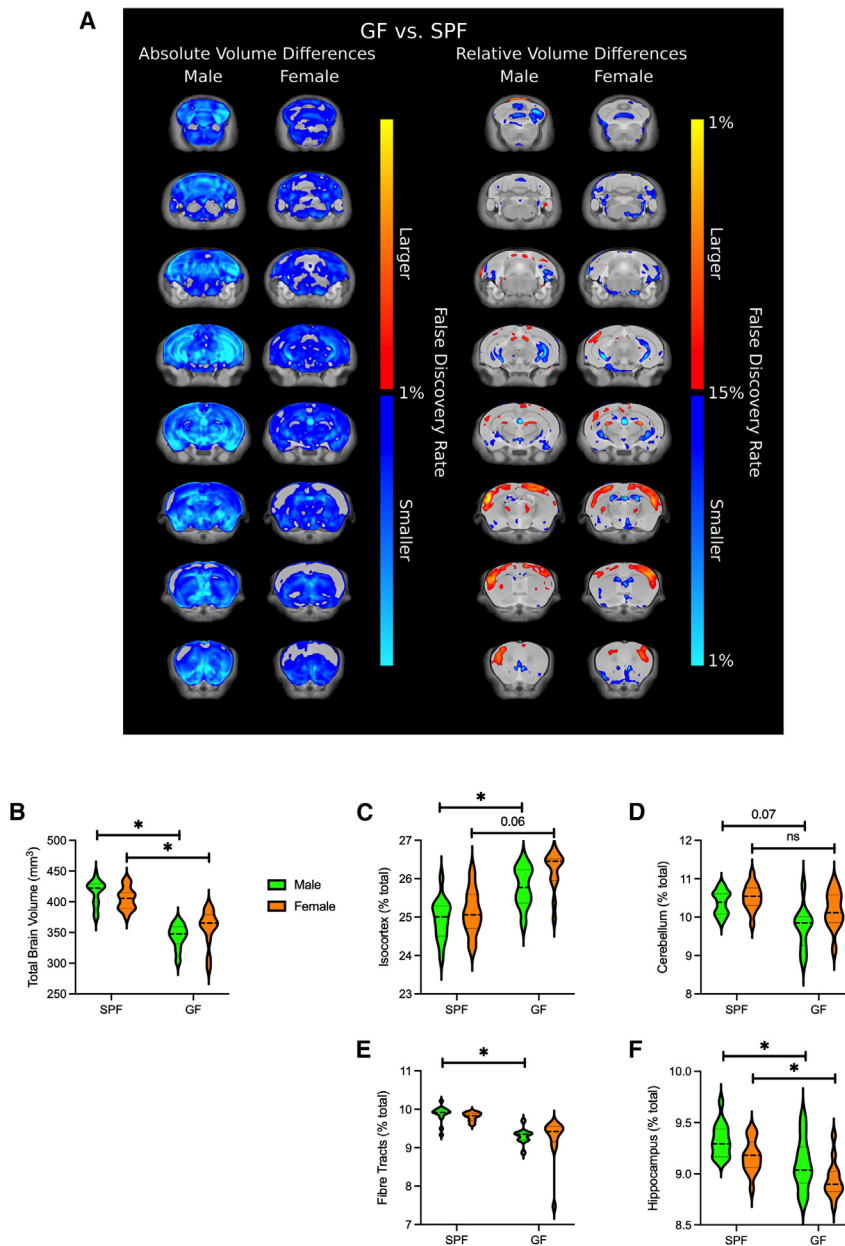 A
GF vs. SPF
Absolute Volume Differences
Relative Volume Differences
Male
Female
Male
Female
Larger
1%
Smaller
False Discovery Rate
1%
Larger
15%
Smaller
1%
False Discovery Rate
B
Total Brain Volume (mm³)
500
450
400
350
300
250
*
*
SPF
GF
Male
Female
C
Isocortex (% total)
27
26
25
24
23
*
0.06
SPF
GF
D
Cerebellum (% total)
12
11
10
9
8
0.07
ns
SPF
GF
E
Fibre Tracts (% total)
11
10
9
8
7
*
SPF
GF
F
Hippocampus (% total)
10.0
9.5
9.0
8.5
*
*
SPF
GF